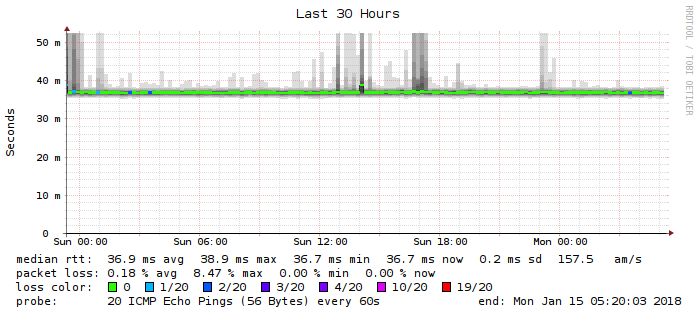 Last 30 Hours
RRDTOOL / TOBI OETIKER
Seconds
50 m
40 m
30 m
20 m
10 m
0
Sun 00:00 Sun 06:00 Sun 12:00 Sun 18:00 Mon 00:00
median rtt: 36.9 ms avg 38.9 ms max 36.7 ms min 36.7 ms now 0.2 ms sd 157.5 am/s
packet loss: 0.18 % avg 8.47 % max 0.00 % min 0.00 % now
loss color: 0 1/20 2/20 3/20 4/20 10/20 19/20
probe: 20 ICMP Echo Pings (56 Bytes) every 60s end: Mon Jan 15 05:20:03 2018